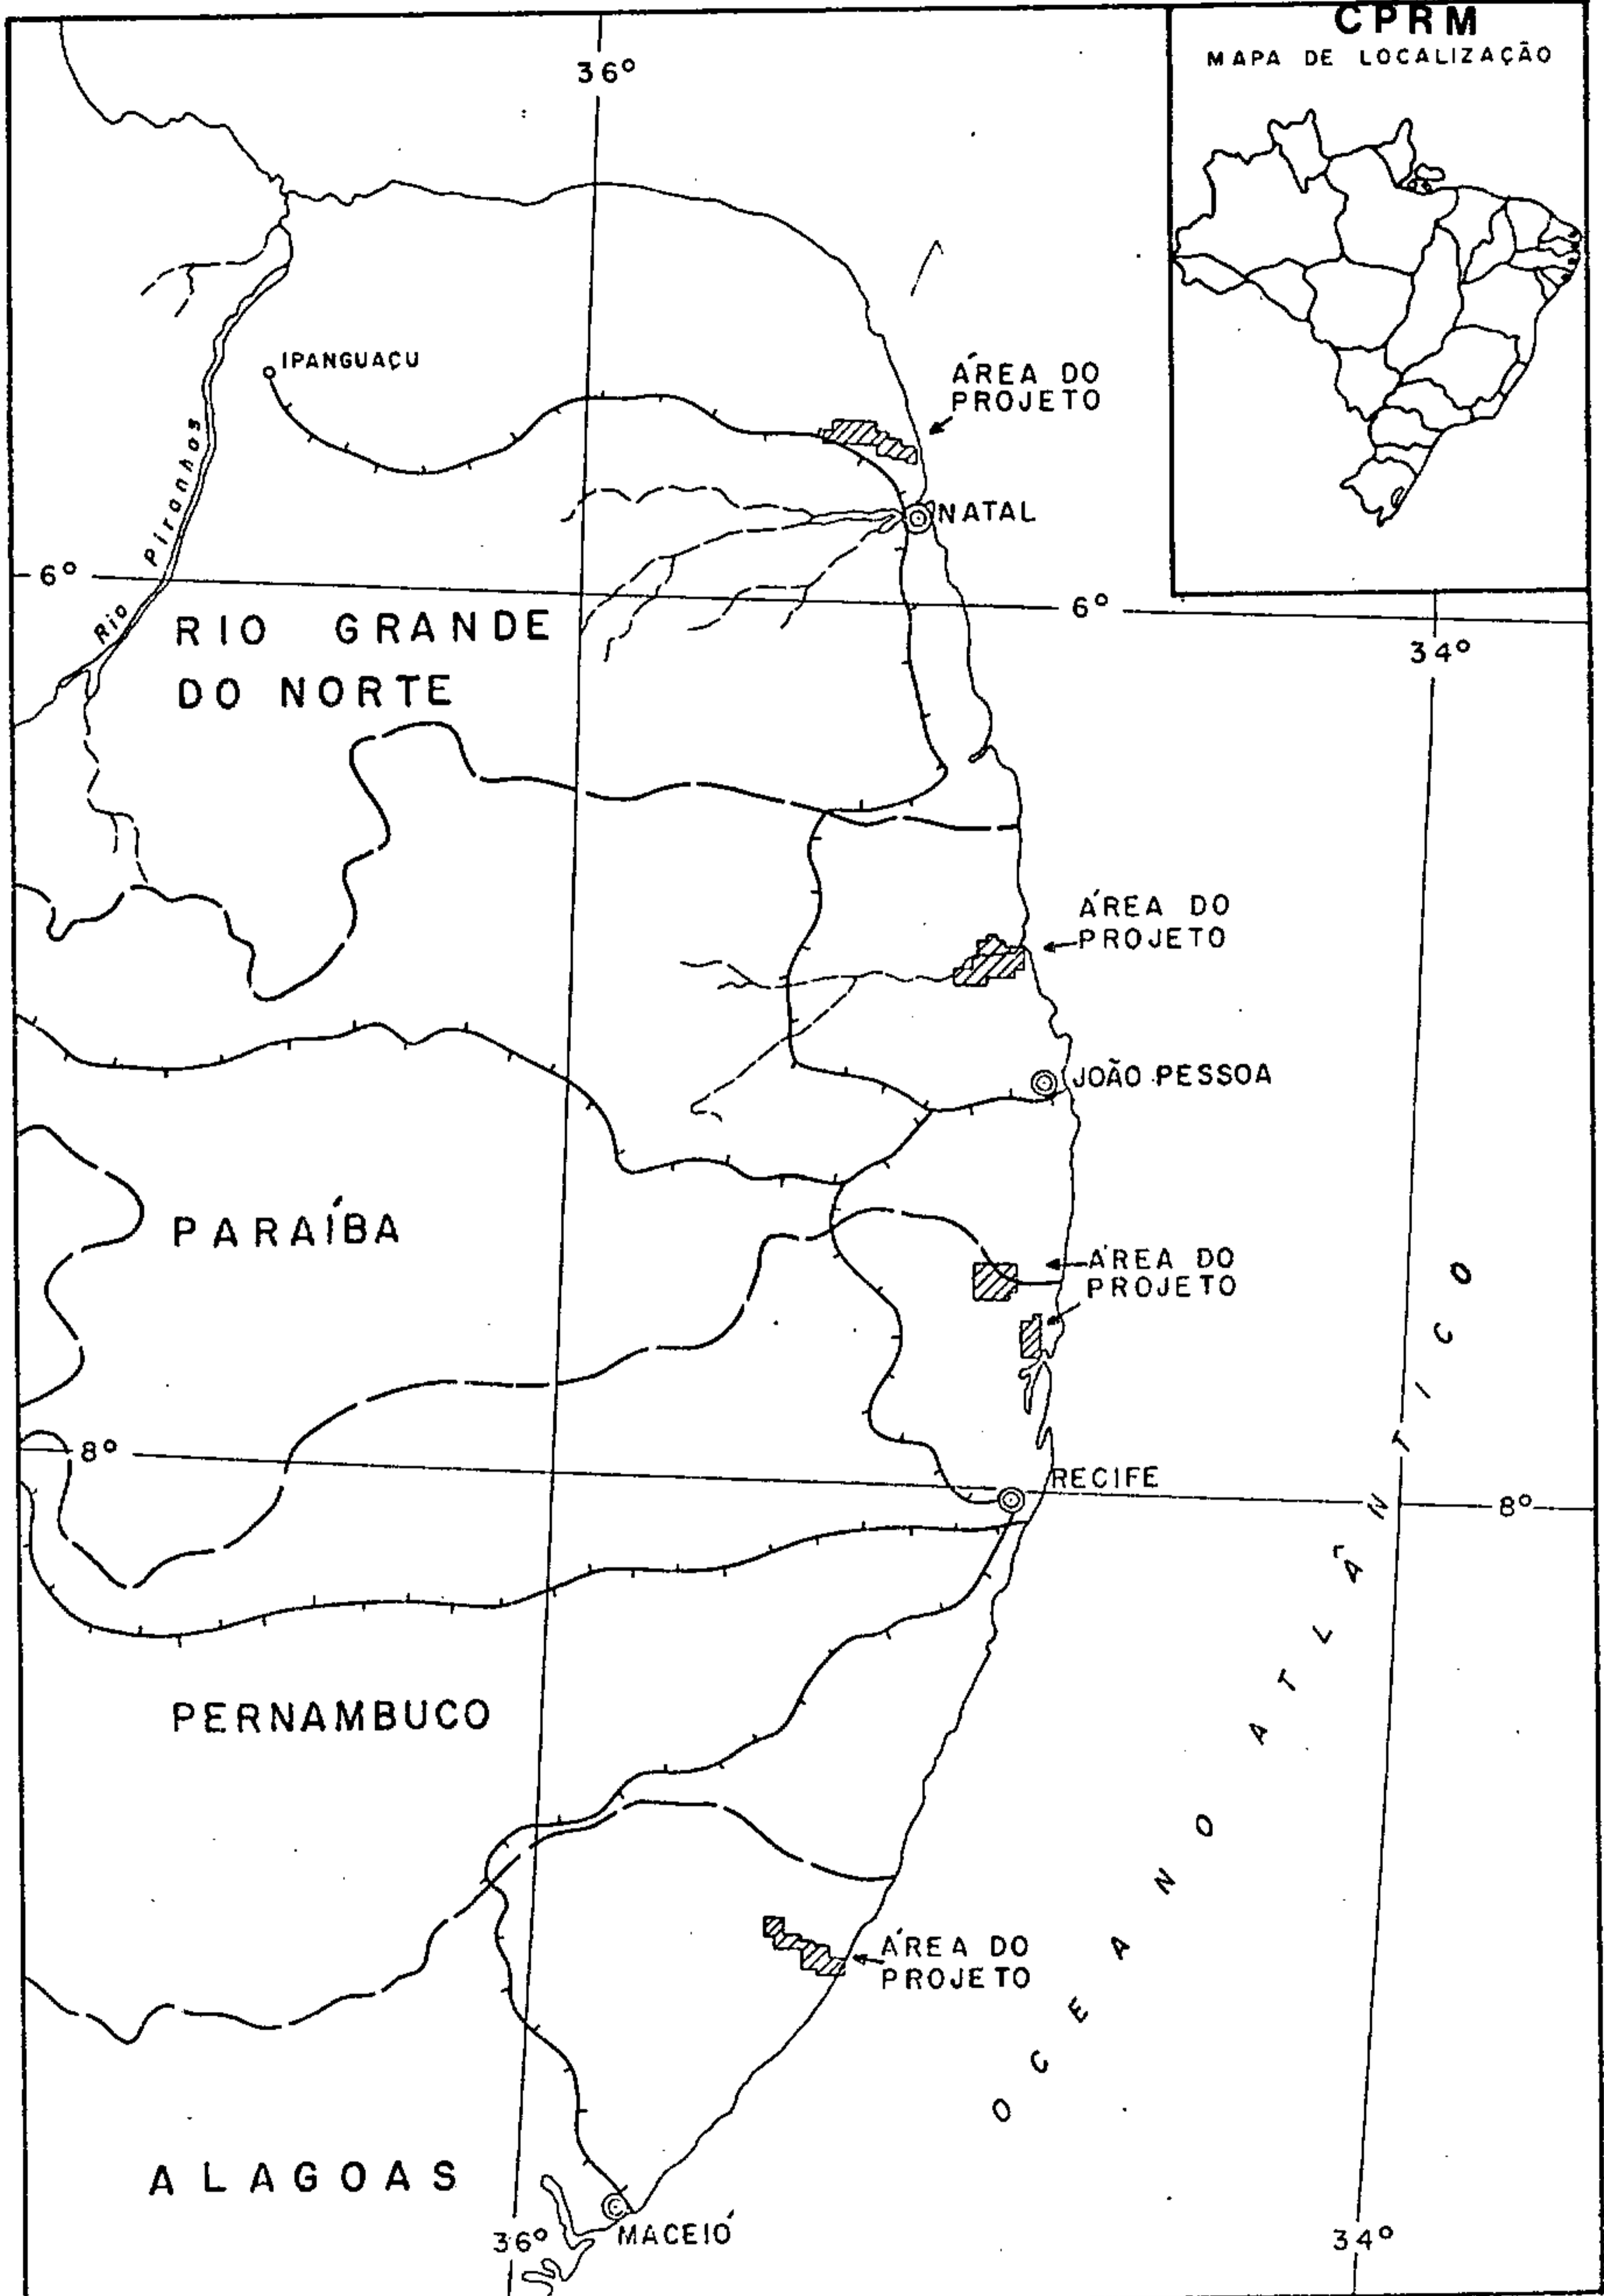 CPRM
MAPA DE LOCALIZAÇÃO
36°
IPANGUAÇU
ÁREA DO
PROJETO
Rio Piranhas
NATAL
6°
6°
RIO GRANDE
DO NORTE
34°
ÁREA DO
PROJETO
JOÃO PESSOA
PARAÍBA
ÁREA DO
PROJETO
8°
RECIFE
8°
PERNAMBUCO
OCEANO ATLÂNTICO
ÁREA DO
PROJETO
ALAGOAS
36°
MACEIÓ
34°